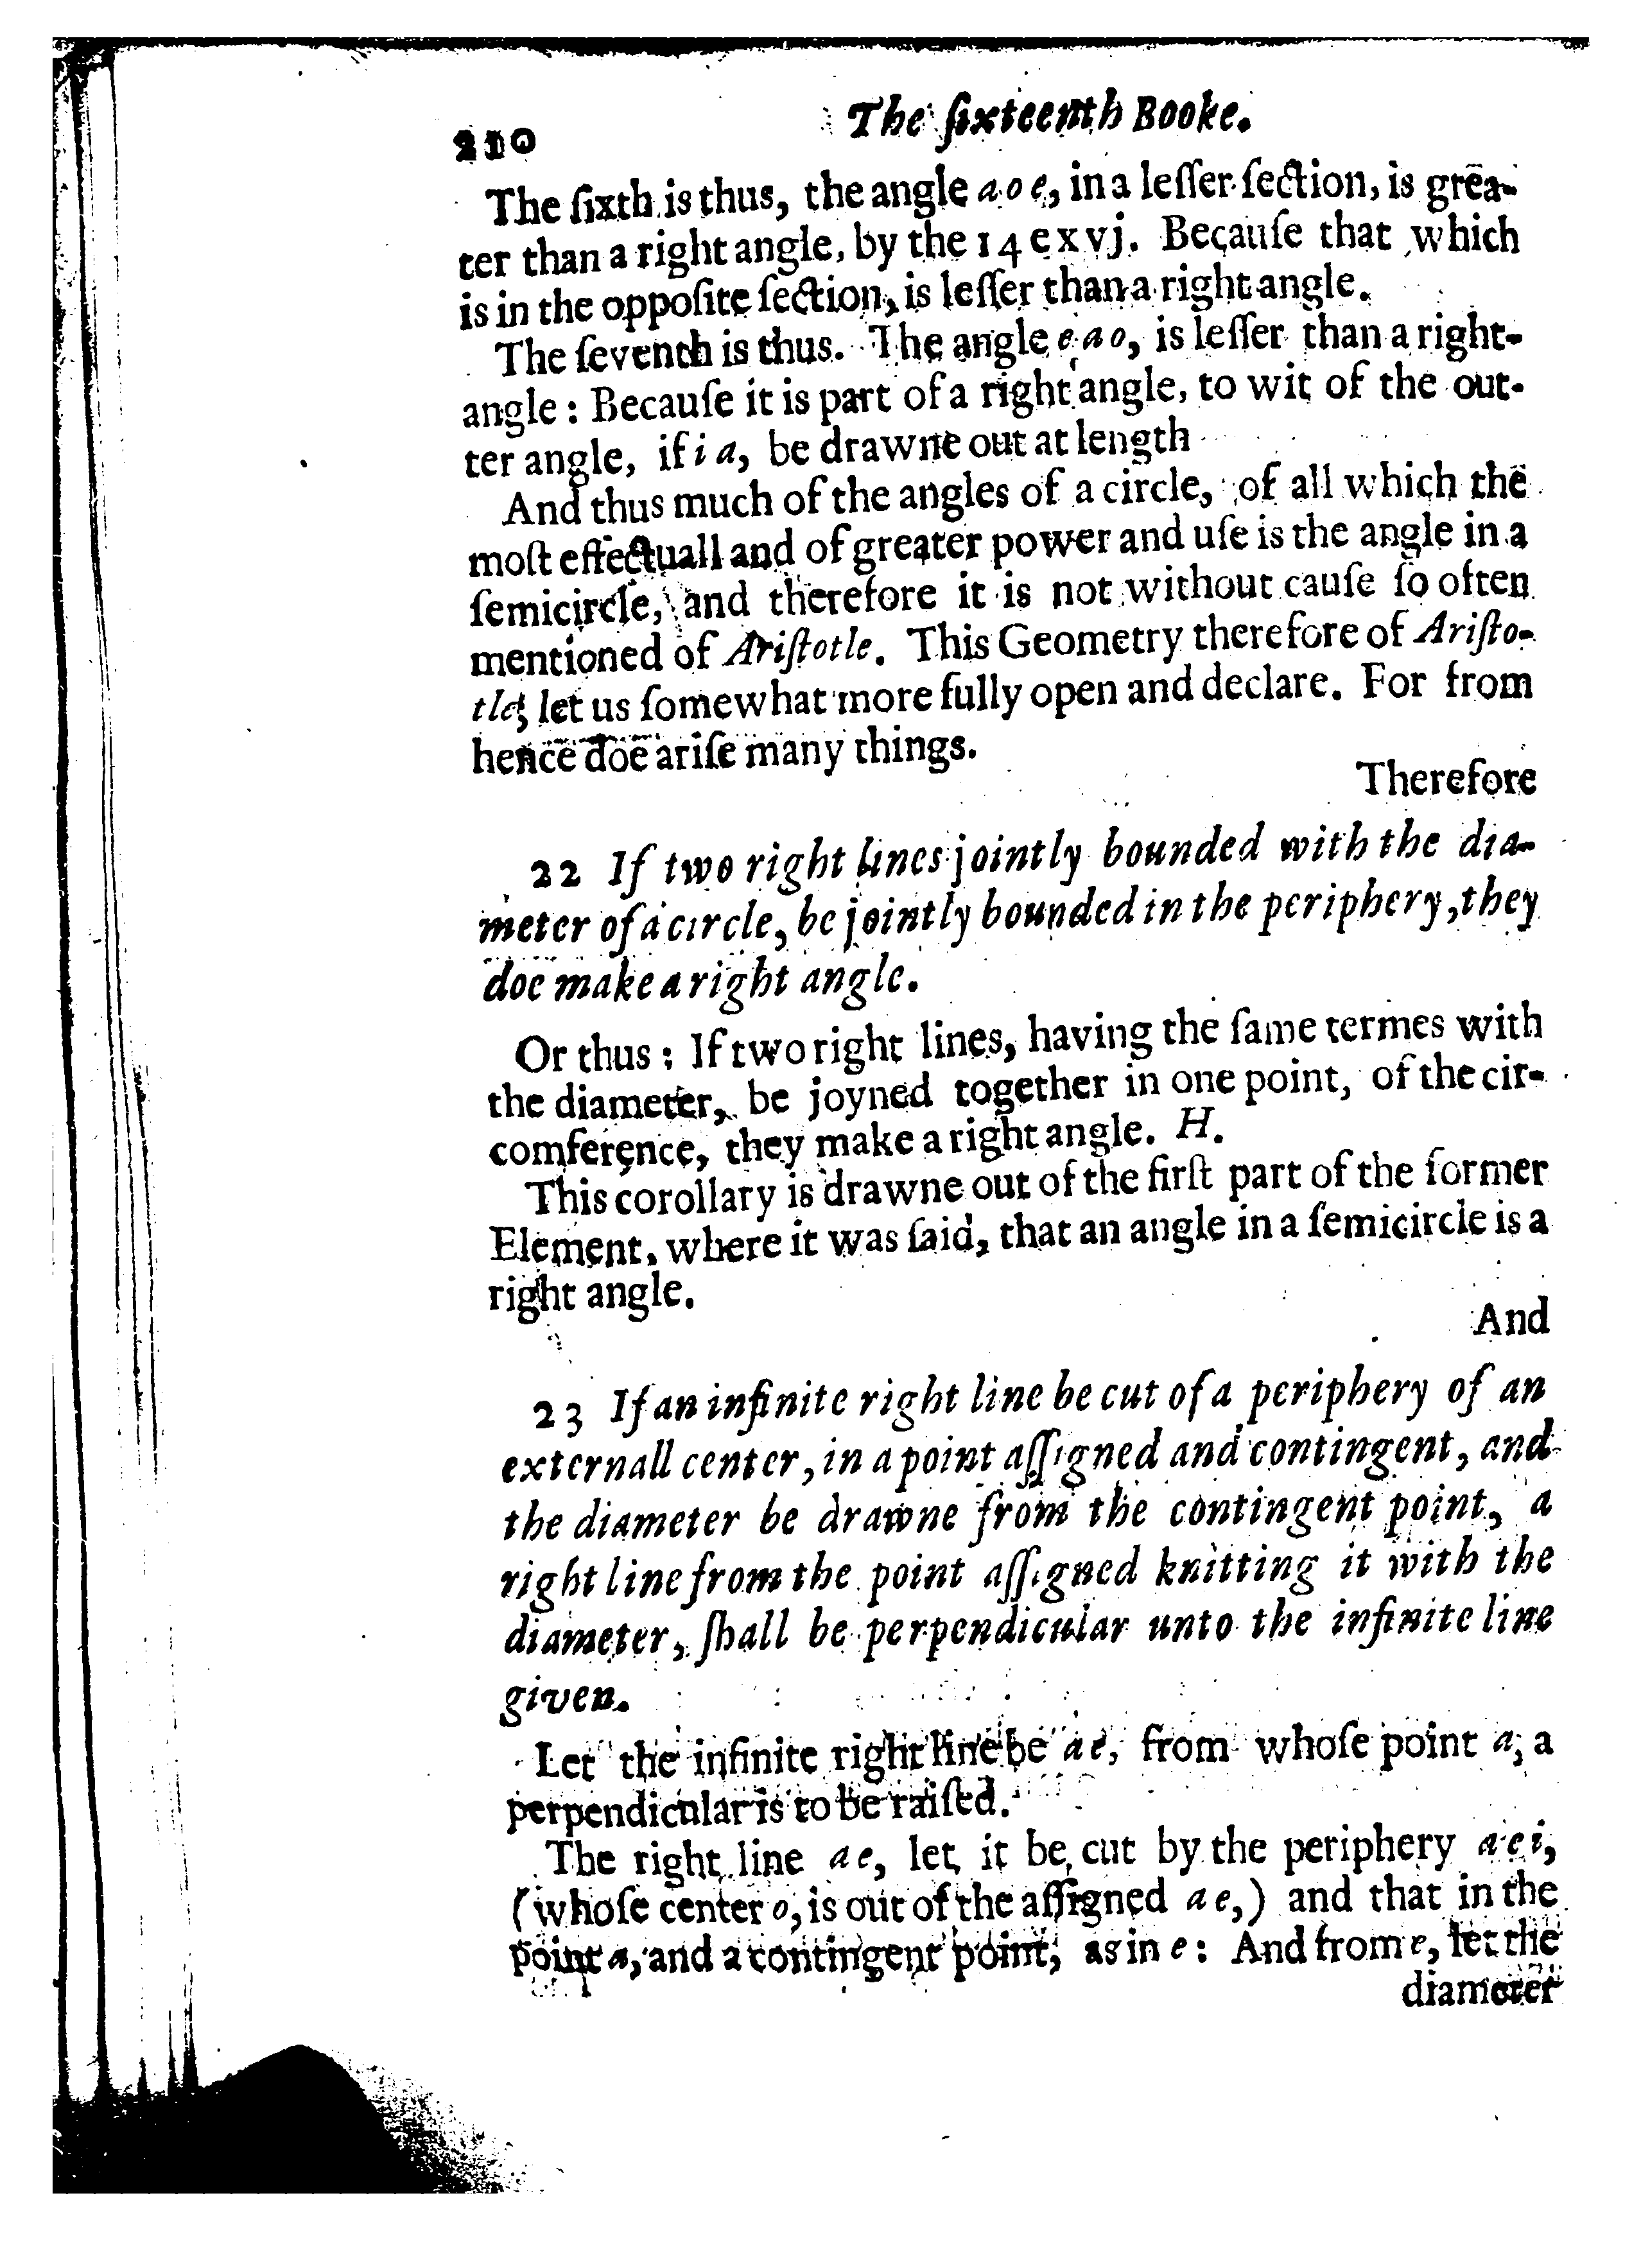 210 The ſixteenth Booke.
The ſixth is thus, the angle a o e, in a leſſer ſection, is grea-
ter than a right angle, by the 14 e xvj. Becauſe that which
is in the oppoſite ſection, is leſſer than a right angle.
The ſeventh is thus. The angle e a o, is leſſer than a right-
angle: Becauſe it is part of a right angle, to wit of the out-
ter angle, if i a, be drawne out at length
And thus much of the angles of a circle, of all which the
moſt effectuall and of greater power and uſe is the angle in a
ſemicircle, and therefore it is not without cauſe ſo often
mentioned of Ariſtotle. This Geometry therefore of Ariſto-
tle, let us ſomewhat more fully open and declare. For from
hence doe ariſe many things.
Therefore
22 If two right lines jointly bounded with the dia-
meter of a circle, be jointly bounded in the periphery, they
doe make a right angle.
Or thus: If two right lines, having the ſame termes with
the diameter, be joyned together in one point, of the cir-
comference, they make a right angle. H.
This corollary is drawne out of the firſt part of the former
Element, where it was ſaid, that an angle in a ſemicircle is a
right angle.
And
23 If an infinite right line be cut of a periphery of an
externall center, in a point aſſigned and contingent, and
the diameter be drawne from the contingent point, a
right line from the point aſſigned knitting it with the
diameter, ſhall be perpendicular unto the infinite line
given.
Let the infinite right line be a e, from whoſe point a, a
perpendicular is to be raiſed.
The right line a e, let it be cut by the periphery a e i,
(whoſe center o, is out of the aſſigned a e,) and that in the
point a, and a contingent point, as in e: And from e, let the
diameter